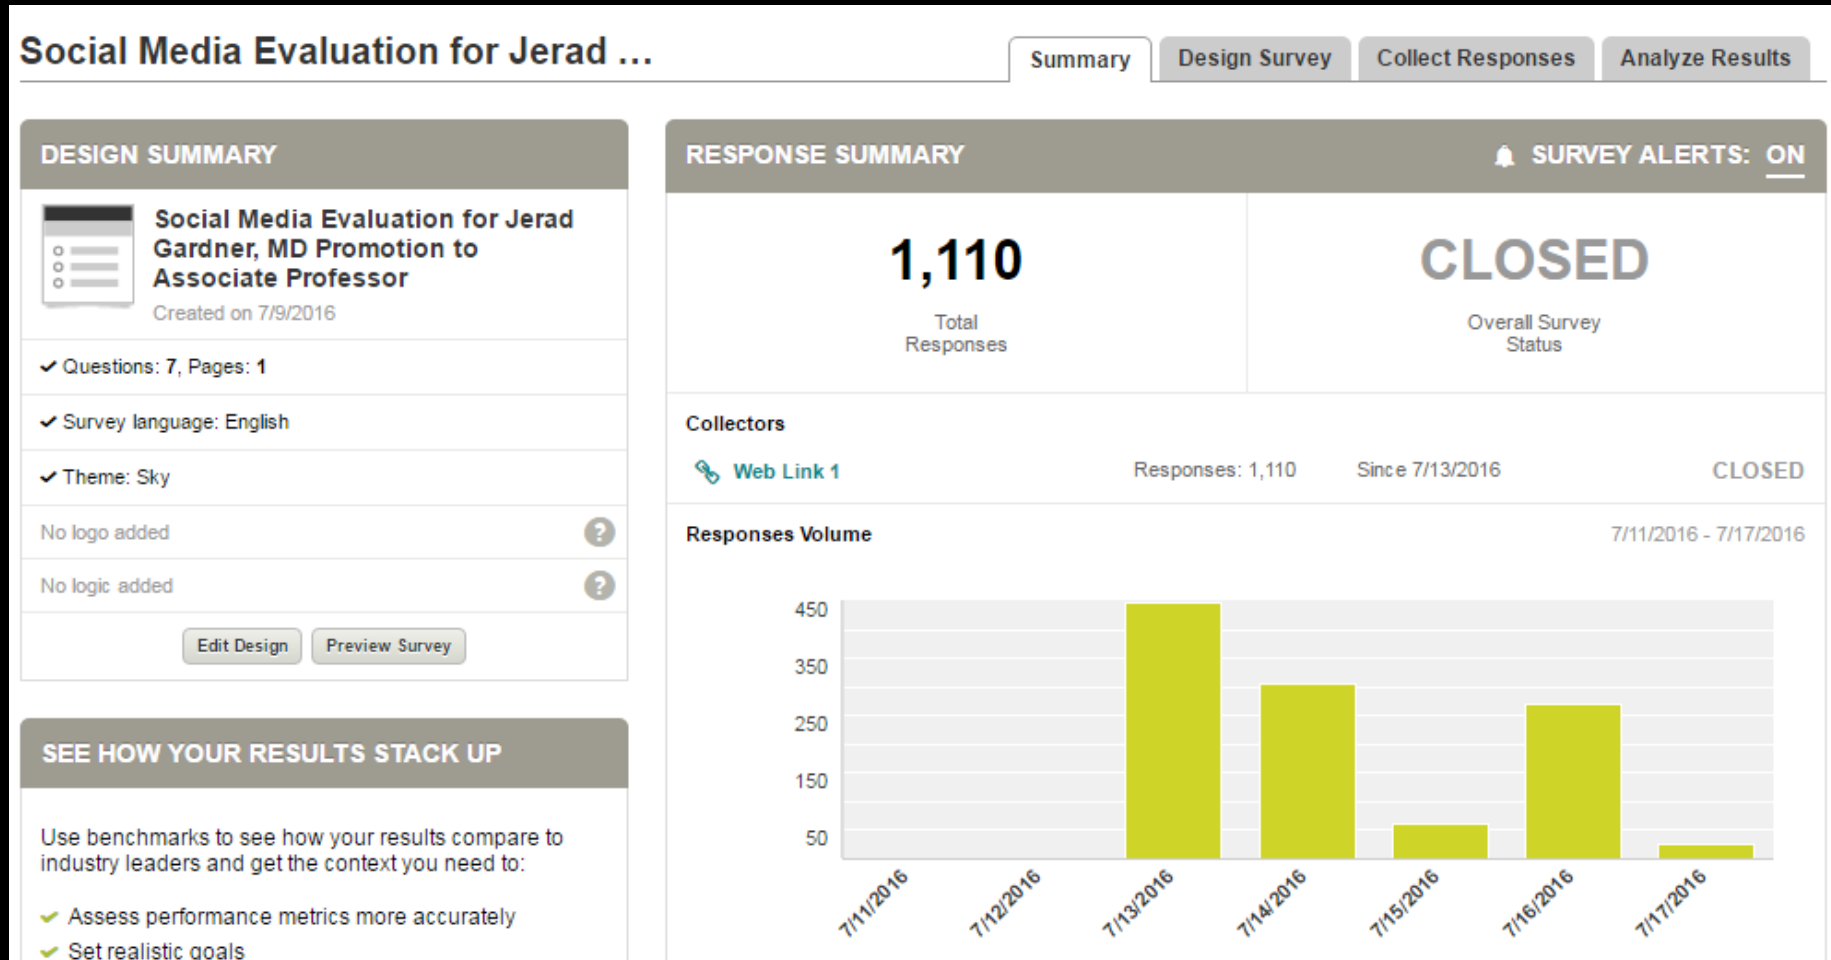 Social Media Evaluation for Jerad ...
Summary
Design Survey
Collect Responses
Analyze Results
DESIGN SUMMARY
Social Media Evaluation for Jerad
Gardner, MD Promotion to
Associate Professor
Created on 7/9/2016
Questions: 7, Pages: 1
Survey language: English
Theme: Sky
No logo added
?
No logic added
?
Edit Design
Preview Survey
SEE HOW YOUR RESULTS STACK UP
Use benchmarks to see how your results compare to
industry leaders and get the context you need to:
Assess performance metrics more accurately
Set realistic goals
RESPONSE SUMMARY
SURVEY ALERTS: ON
1,110
Total
Responses
CLOSED
Overall Survey
Status
Collectors
Web Link 1
Responses: 1,110
Since 7/13/2016
CLOSED
Responses Volume
7/11/2016 - 7/17/2016
450
350
250
150
50
7/11/2016
7/12/2016
7/13/2016
7/14/2016
7/15/2016
7/16/2016
7/17/2016